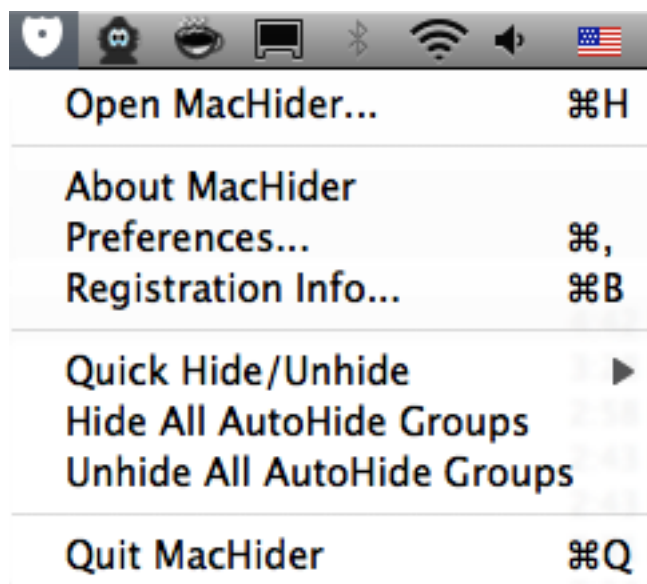 Open MacHider... ⌘H
About MacHider
Preferences... ⌘,
Registration Info... ⌘B
Quick Hide/Unhide
Hide All AutoHide Groups
Unhide All AutoHide Groups
Quit MacHider ⌘Q